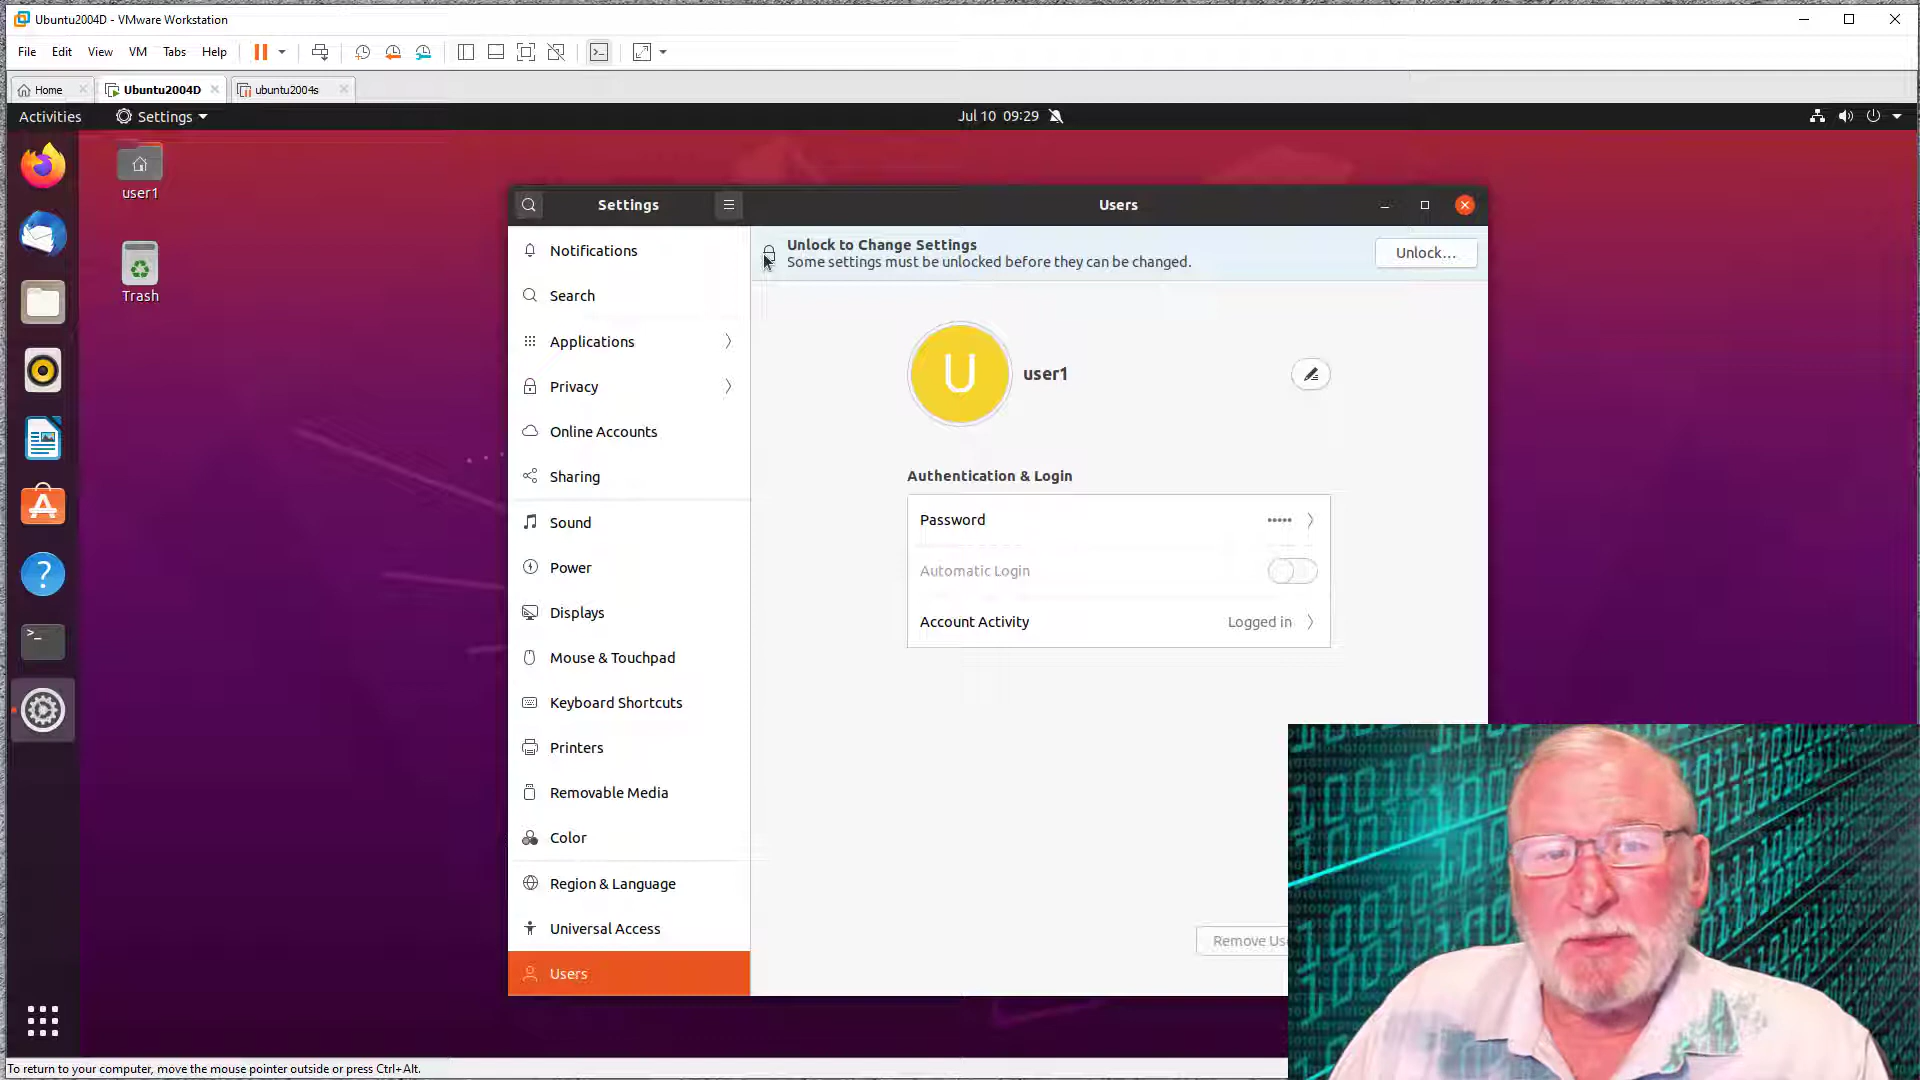 Ubuntu2004D - VMware Workstation
File Edit View VM Tabs Help
Home Ubuntu2004D ubuntu2004s
Activities Settings Jul 10 09:29
user1
Trash
Settings Users
Notifications
Search
Applications
Privacy
Online Accounts
Sharing
Sound
Power
Displays
Mouse & Touchpad
Keyboard Shortcuts
Printers
Removable Media
Color
Region & Language
Universal Access
Users
Unlock to Change Settings
Some settings must be unlocked before they can be changed.
Unlock...
U
user1
Authentication & Login
Password •••••
Automatic Login
Account Activity Logged in
Remove Us
To return to your computer, move the mouse pointer outside or press Ctrl+Alt.